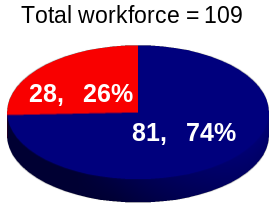 Total workforce = 109
28, 26%
81, 74%